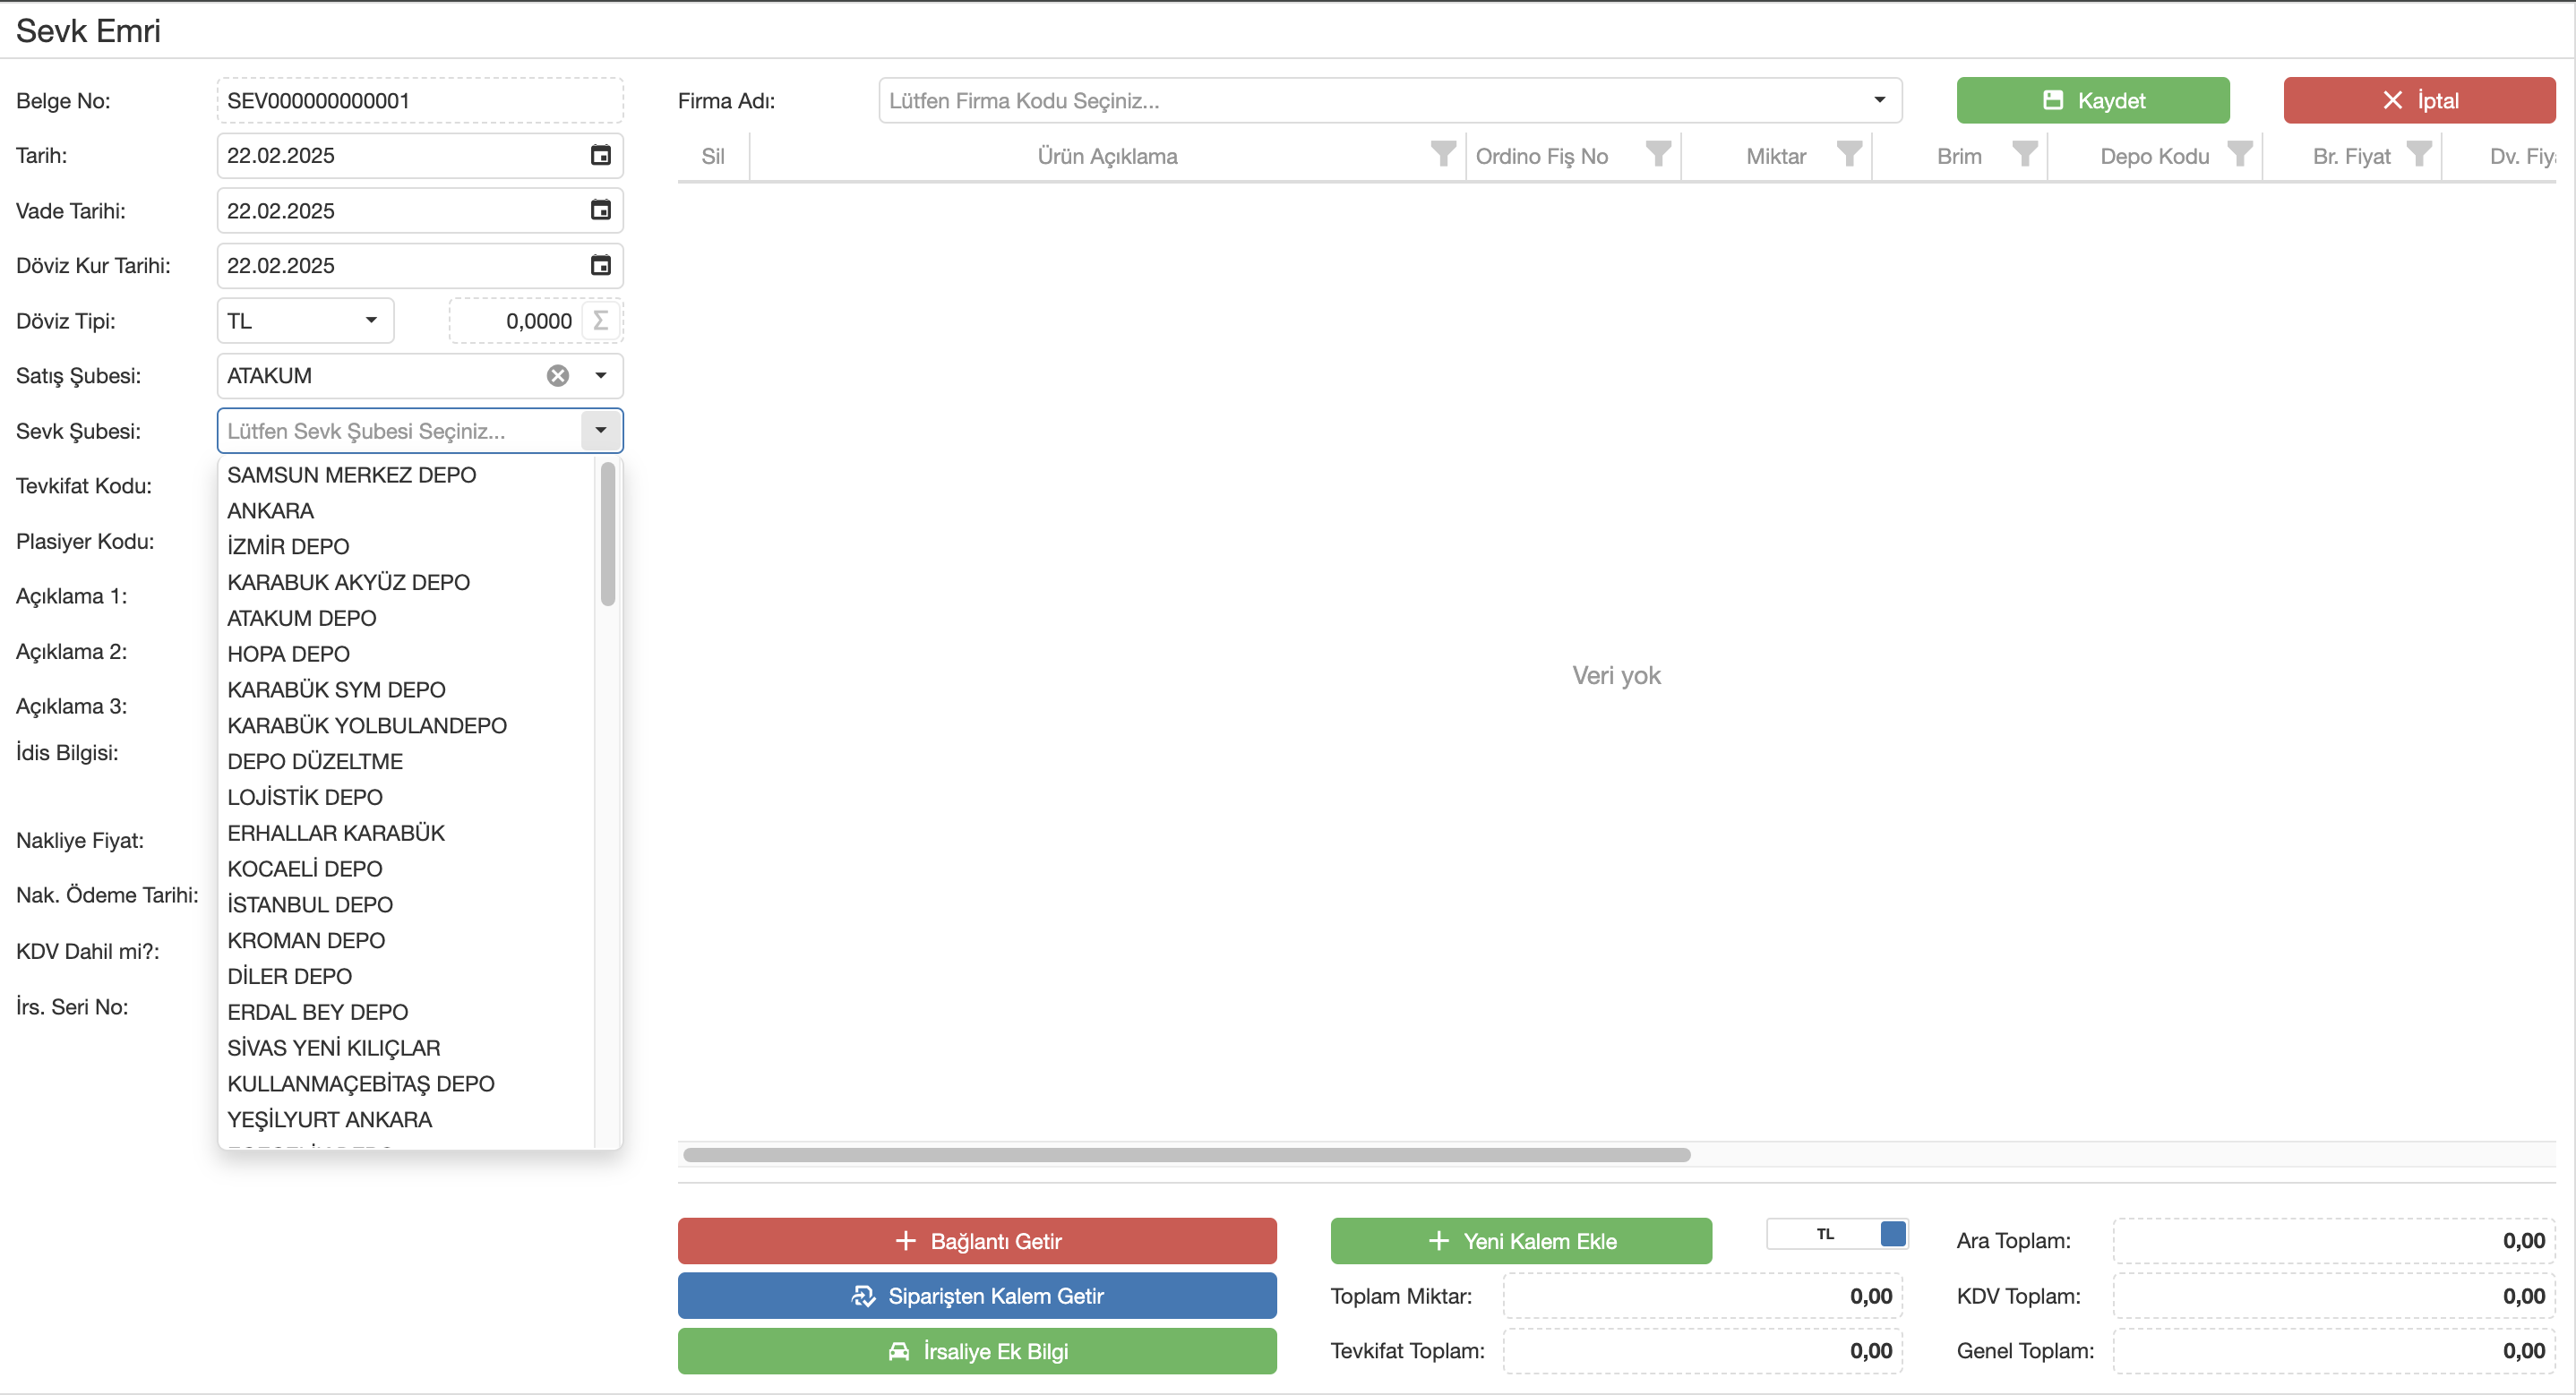 Sevk Emri
Belge No: SEV000000000001
Firma Adı: Lütfen Firma Kodu Seçiniz...
Kaydet
İptal
Tarih: 22.02.2025
Sil Ürün Açıklama Ordino Fiş No Miktar Brim Depo Kodu Br. Fiyat Dv.
Vade Tarihi: 22.02.2025
Döviz Kur Tarihi: 22.02.2025
Döviz Tipi: TL 0,0000 Σ
Satış Şubesi: ATAKUM
Sevk Şubesi: Lütfen Sevk Şubesi Seçiniz...
SAMSUN MERKEZ DEPO
ANKARA
İZMİR DEPO
KARABUK AKYÜZ DEPO
ATAKUM DEPO
HOPA DEPO
KARABÜK SYM DEPO
KARABÜK YOLBULANDEPO
DEPO DÜZELTME
LOJİSTİK DEPO
ERHALLAR KARABÜK
KOCAELİ DEPO
İSTANBUL DEPO
KROMAN DEPO
DİLER DEPO
ERDAL BEY DEPO
SİVAS YENİ KILIÇLAR
KULLANMAÇEBİTAŞ DEPO
YEŞİLYURT ANKARA
Tevkifat Kodu:
Plasiyer Kodu:
Açıklama 1:
Açıklama 2:
Açıklama 3:
İdis Bilgisi:
Nakliye Fiyat:
Nak. Ödeme Tarihi:
KDV Dahil mi?:
İrs. Seri No:
Veri yok
Bağlantı Getir
Siparişten Kalem Getir
İrsaliye Ek Bilgi
Yeni Kalem Ekle
TL
Toplam Miktar: 0,00
Tevkifat Toplam: 0,00
Ara Toplam: 0,00
KDV Toplam: 0,00
Genel Toplam: 0,00